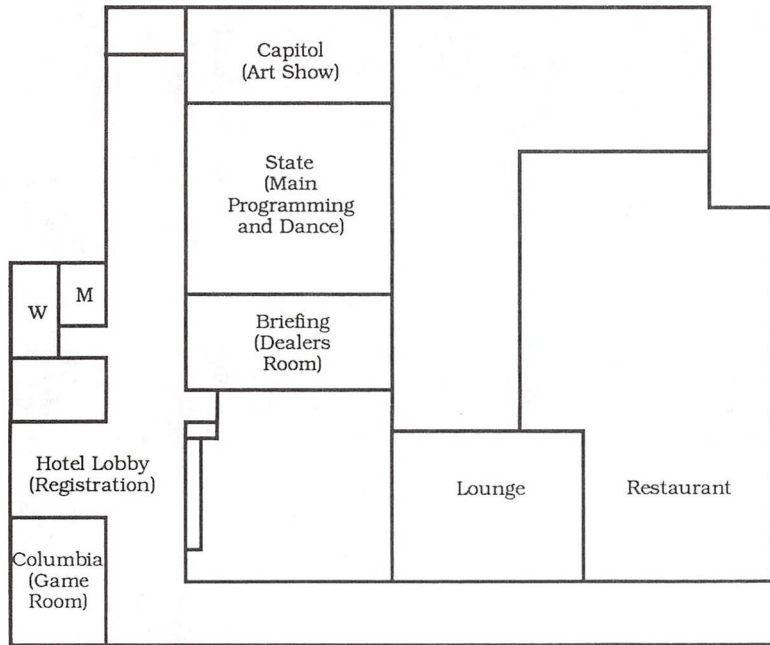 Capitol
(Art Show)
State
(Main
Programming
and Dance)
W
M
Briefing
(Dealers
Room)
Hotel Lobby
(Registration)
Lounge
Restaurant
Columbia
(Game
Room)